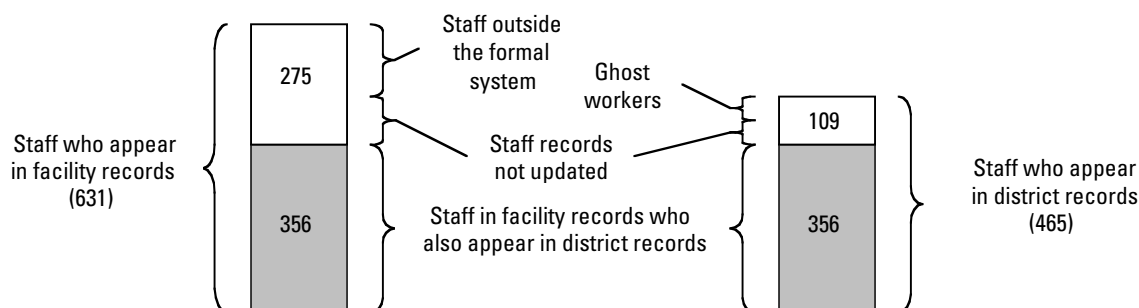 Staff outside
the formal
system
275
Ghost
workers
109
Staff who appear
in facility records
(631)
Staff records
not updated
Staff who appear
in district records
(465)
356
Staff in facility records who
also appear in district records
356